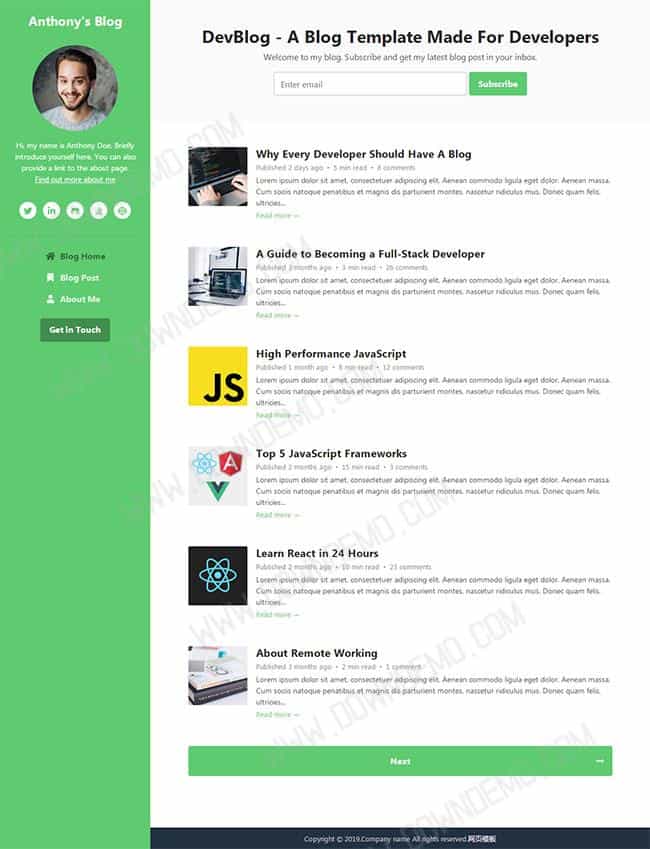 Anthony's Blog
Hi, my name is Anthony Doe. Briefly
introduce yourself here. You can also
provide a link to the about page.
Find out more about me
Blog Home
Blog Post
About Me
Get in Touch
DevBlog - A Blog Template Made For Developers
Welcome to my blog. Subscribe and get my latest blog post in your inbox.
Enter email
Subscribe
Why Every Developer Should Have A Blog
Published 2 days ago • 5 min read • 8 comments
Lorem ipsum dolor sit amet, consectetuer adipiscing elit. Aenean commodo ligula eget dolor. Aenean massa.
Cum sociis natoque penatibus et magnis dis parturient montes, nascetur ridiculus mus. Donec quam felis,
ultricies...
Read more →
A Guide to Becoming a Full-Stack Developer
Published 3 months ago • 3 min read • 26 comments
Lorem ipsum dolor sit amet, consectetuer adipiscing elit. Aenean commodo ligula eget dolor. Aenean massa.
Cum sociis natoque penatibus et magnis dis parturient montes, nascetur ridiculus mus. Donec quam felis,
ultricies...
Read more →
JS
High Performance JavaScript
Published 1 month ago • 8 min read • 12 comments
Lorem ipsum dolor sit amet, consectetuer adipiscing elit. Aenean commodo ligula eget dolor. Aenean massa.
Cum sociis natoque penatibus et magnis dis parturient montes, nascetur ridiculus mus. Donec quam felis,
ultricies...
Read more →
A
Top 5 JavaScript Frameworks
Published 2 months ago • 15 min read • 3 comments
Lorem ipsum dolor sit amet, consectetuer adipiscing elit. Aenean commodo ligula eget dolor. Aenean massa.
Cum sociis natoque penatibus et magnis dis parturient montes, nascetur ridiculus mus. Donec quam felis,
ultricies...
Read more →
Learn React in 24 Hours
Published 2 months ago • 10 min read • 23 comments
Lorem ipsum dolor sit amet, consectetuer adipiscing elit. Aenean commodo ligula eget dolor. Aenean massa.
Cum sociis natoque penatibus et magnis dis parturient montes, nascetur ridiculus mus. Donec quam felis,
ultricies...
Read more →
About Remote Working
Published 3 months ago • 2 min read • 1 comment
Lorem ipsum dolor sit amet, consectetuer adipiscing elit. Aenean commodo ligula eget dolor. Aenean massa.
Cum sociis natoque penatibus et magnis dis parturient montes, nascetur ridiculus mus. Donec quam felis,
ultricies...
Read more →
Next →
Copyright © 2019.Company name All rights reserved.网页模板
WWW.DOWNDEMO.COM
WWW.DOWNDEMO.COM
WWW.DOWNDEMO.COM
WWW.DOWNDEMO.COM
WWW.DOWNDEMO.COM